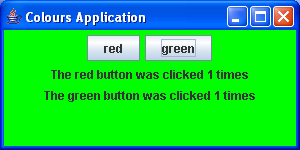 Colours Application
red green
The red button was clicked 1 times
The green button was clicked 1 times